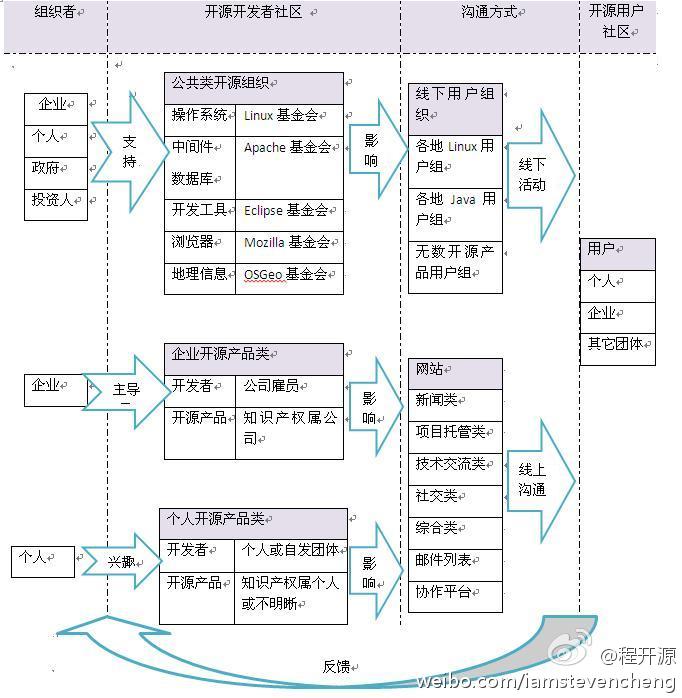 组织者
开源开发者社区
沟通方式
开源用户
社区
企业
个人
政府
投资人
支
持
公共类开源组织
操作系统 Linux 基金会
中间件 Apache 基金会
数据库
开发工具 Eclipse 基金会
浏览器 Mozilla 基金会
地理信息 OSGeo 基金会
影
响
线下用户组
织
各地 Linux 用
户组
各地 Java 用
户组
无数开源产
品用户组
线下
活动
用户
个人
企业
其它团体
企业
主导
企业开源产品类
开发者 公司雇员
开源产品 知识产权属公
司
影
响
网站
新闻类
项目托管类
技术交流类
社交类
综合类
邮件列表
协作平台
线上
沟通
个人
兴趣
个人开源产品类
开发者 个人或自发团体
开源产品 知识产权属个人
或不明晰
影
响
反馈
@程开源
weibo.com/iamstevencheng